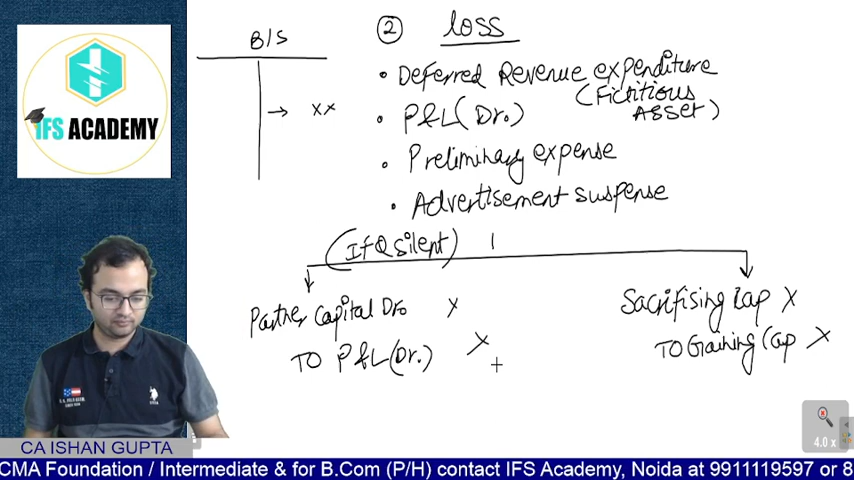 B/S
→ XX
② Loss
• Deferred Revenue expenditure
(Fictitious
Asset)
• P&L (Dr.)
• Preliminary expense
• Advertisement suspense
(If Q Silent)
Partner Capital Dr. X
To P&L (Dr.) X
Sacrifising Cap X
To Gaining Cap X
IFS ACADEMY
4.0 x
CA ISHAN GUPTA
CMA Foundation / Intermediate & for B.Com (P/H) contact IFS Academy, Noida at 9911119597 or 8